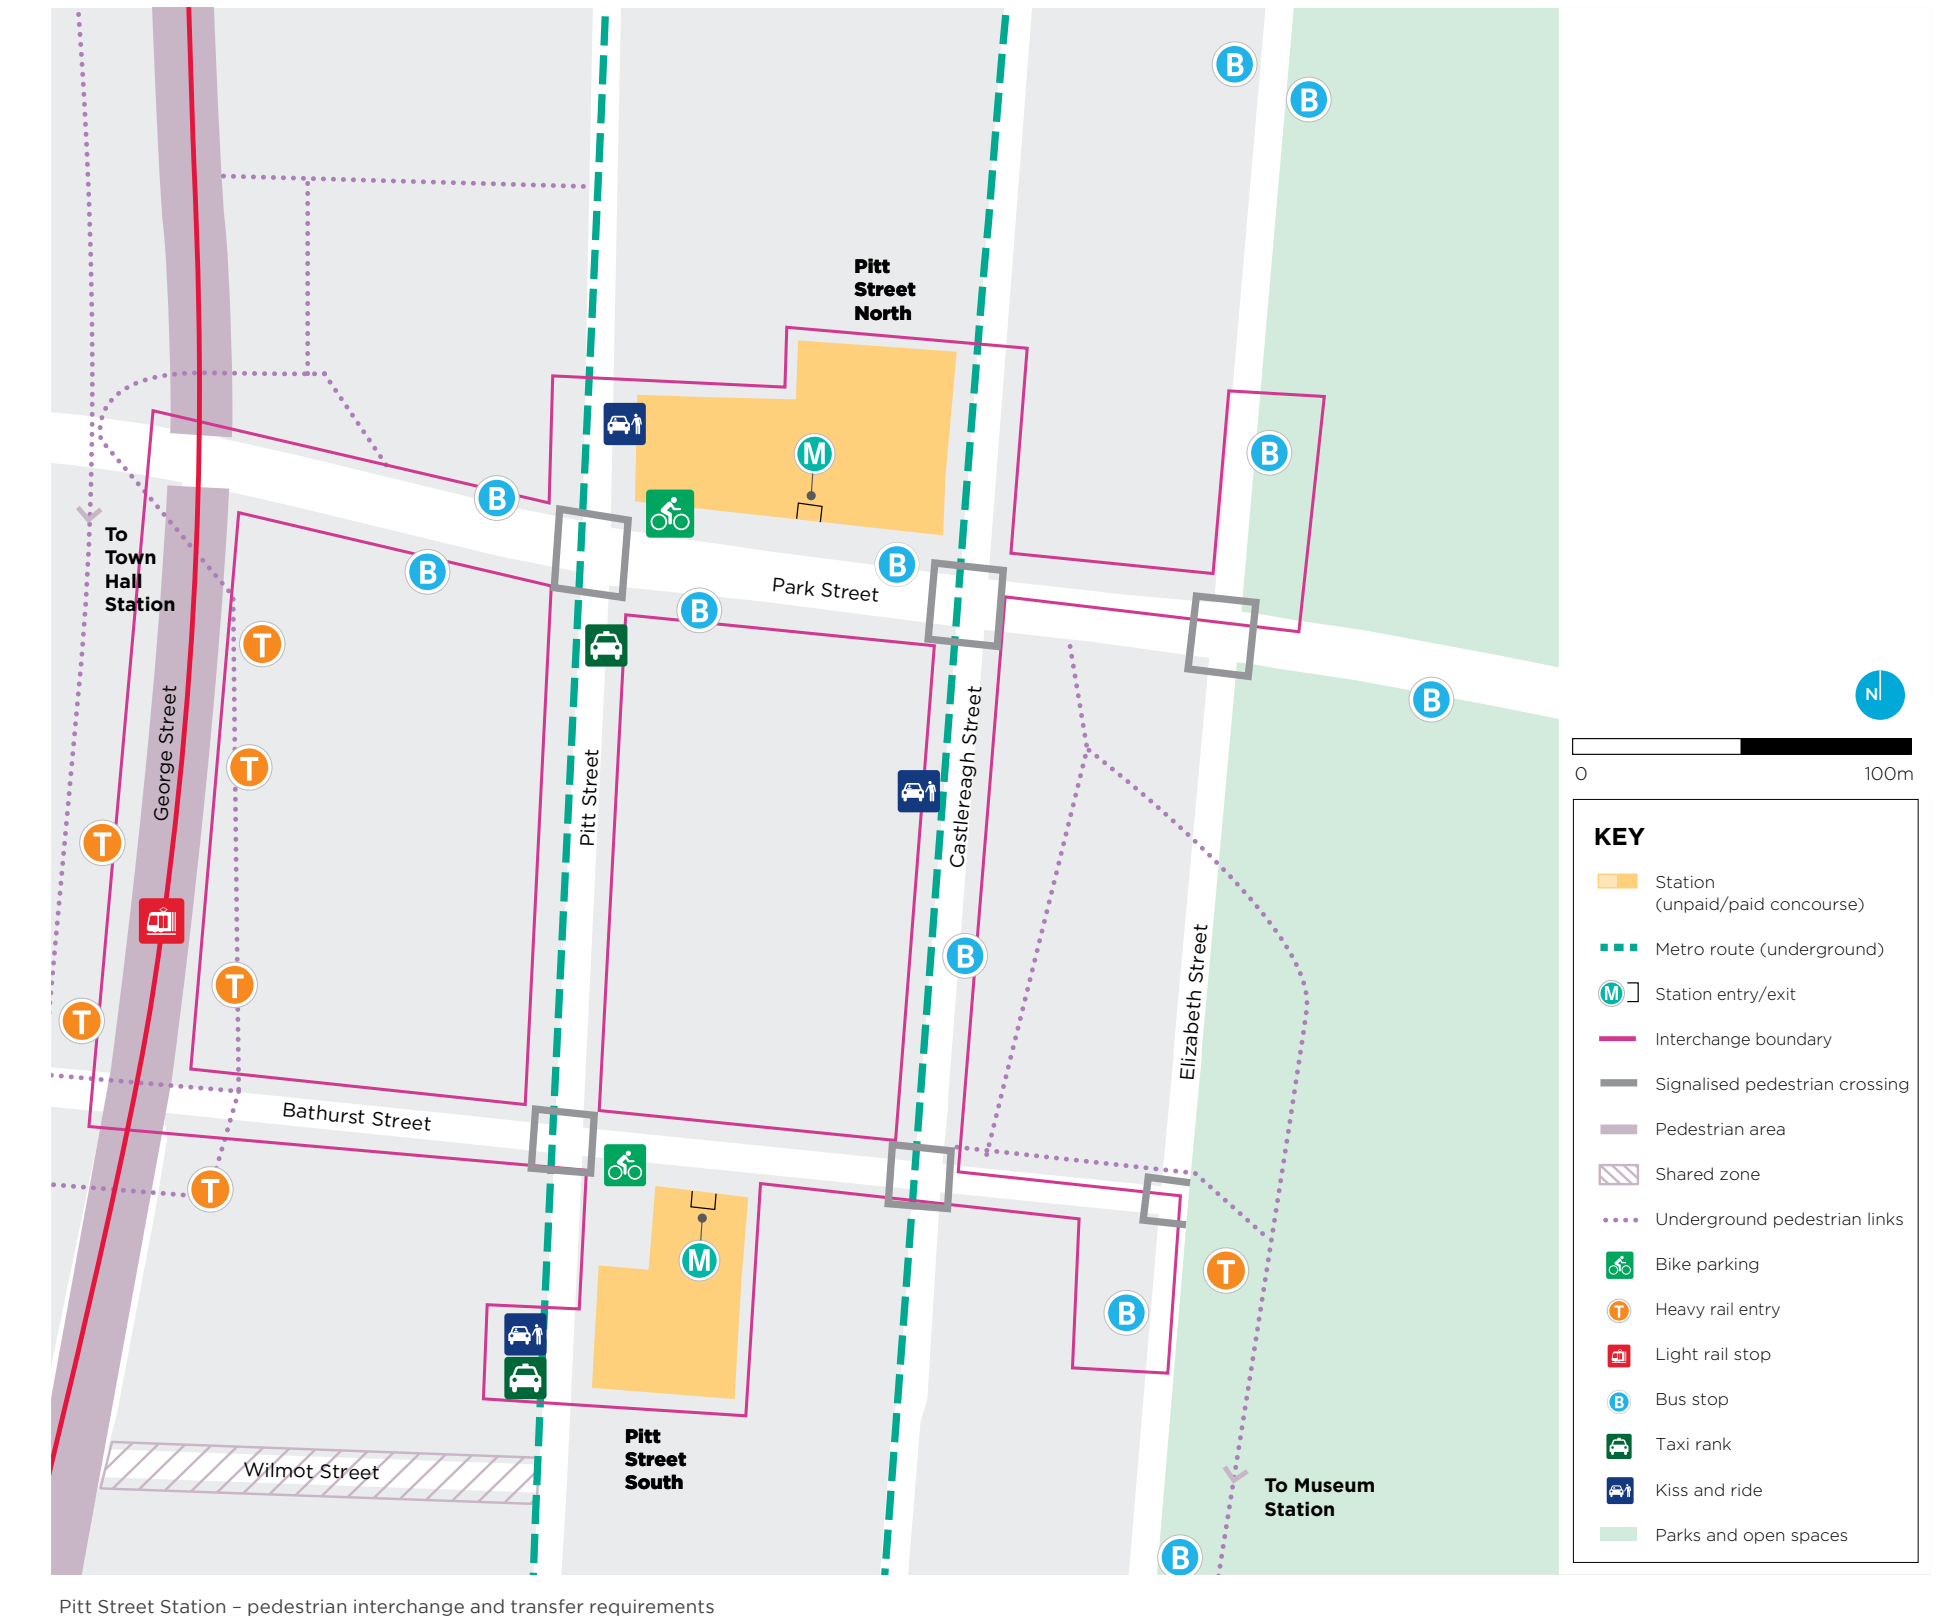 B
B
Pitt
Street
North
M
B
B
B
B
Park Street
B
To
Town
Hall
Station
T
T
T
T
T
T
George Street
Pitt Street
Castlereagh Street
Elizabeth Street
B
B
N
0 100m
Bathurst Street
M
T
B
Pitt
Street
South
Wilmot Street
To Museum
Station
B
KEY
Station
(unpaid/paid concourse)
Metro route (underground)
M Station entry/exit
Interchange boundary
Signalised pedestrian crossing
Pedestrian area
Shared zone
Underground pedestrian links
Bike parking
T Heavy rail entry
Light rail stop
B Bus stop
Taxi rank
Kiss and ride
Parks and open spaces
Pitt Street Station – pedestrian interchange and transfer requirements